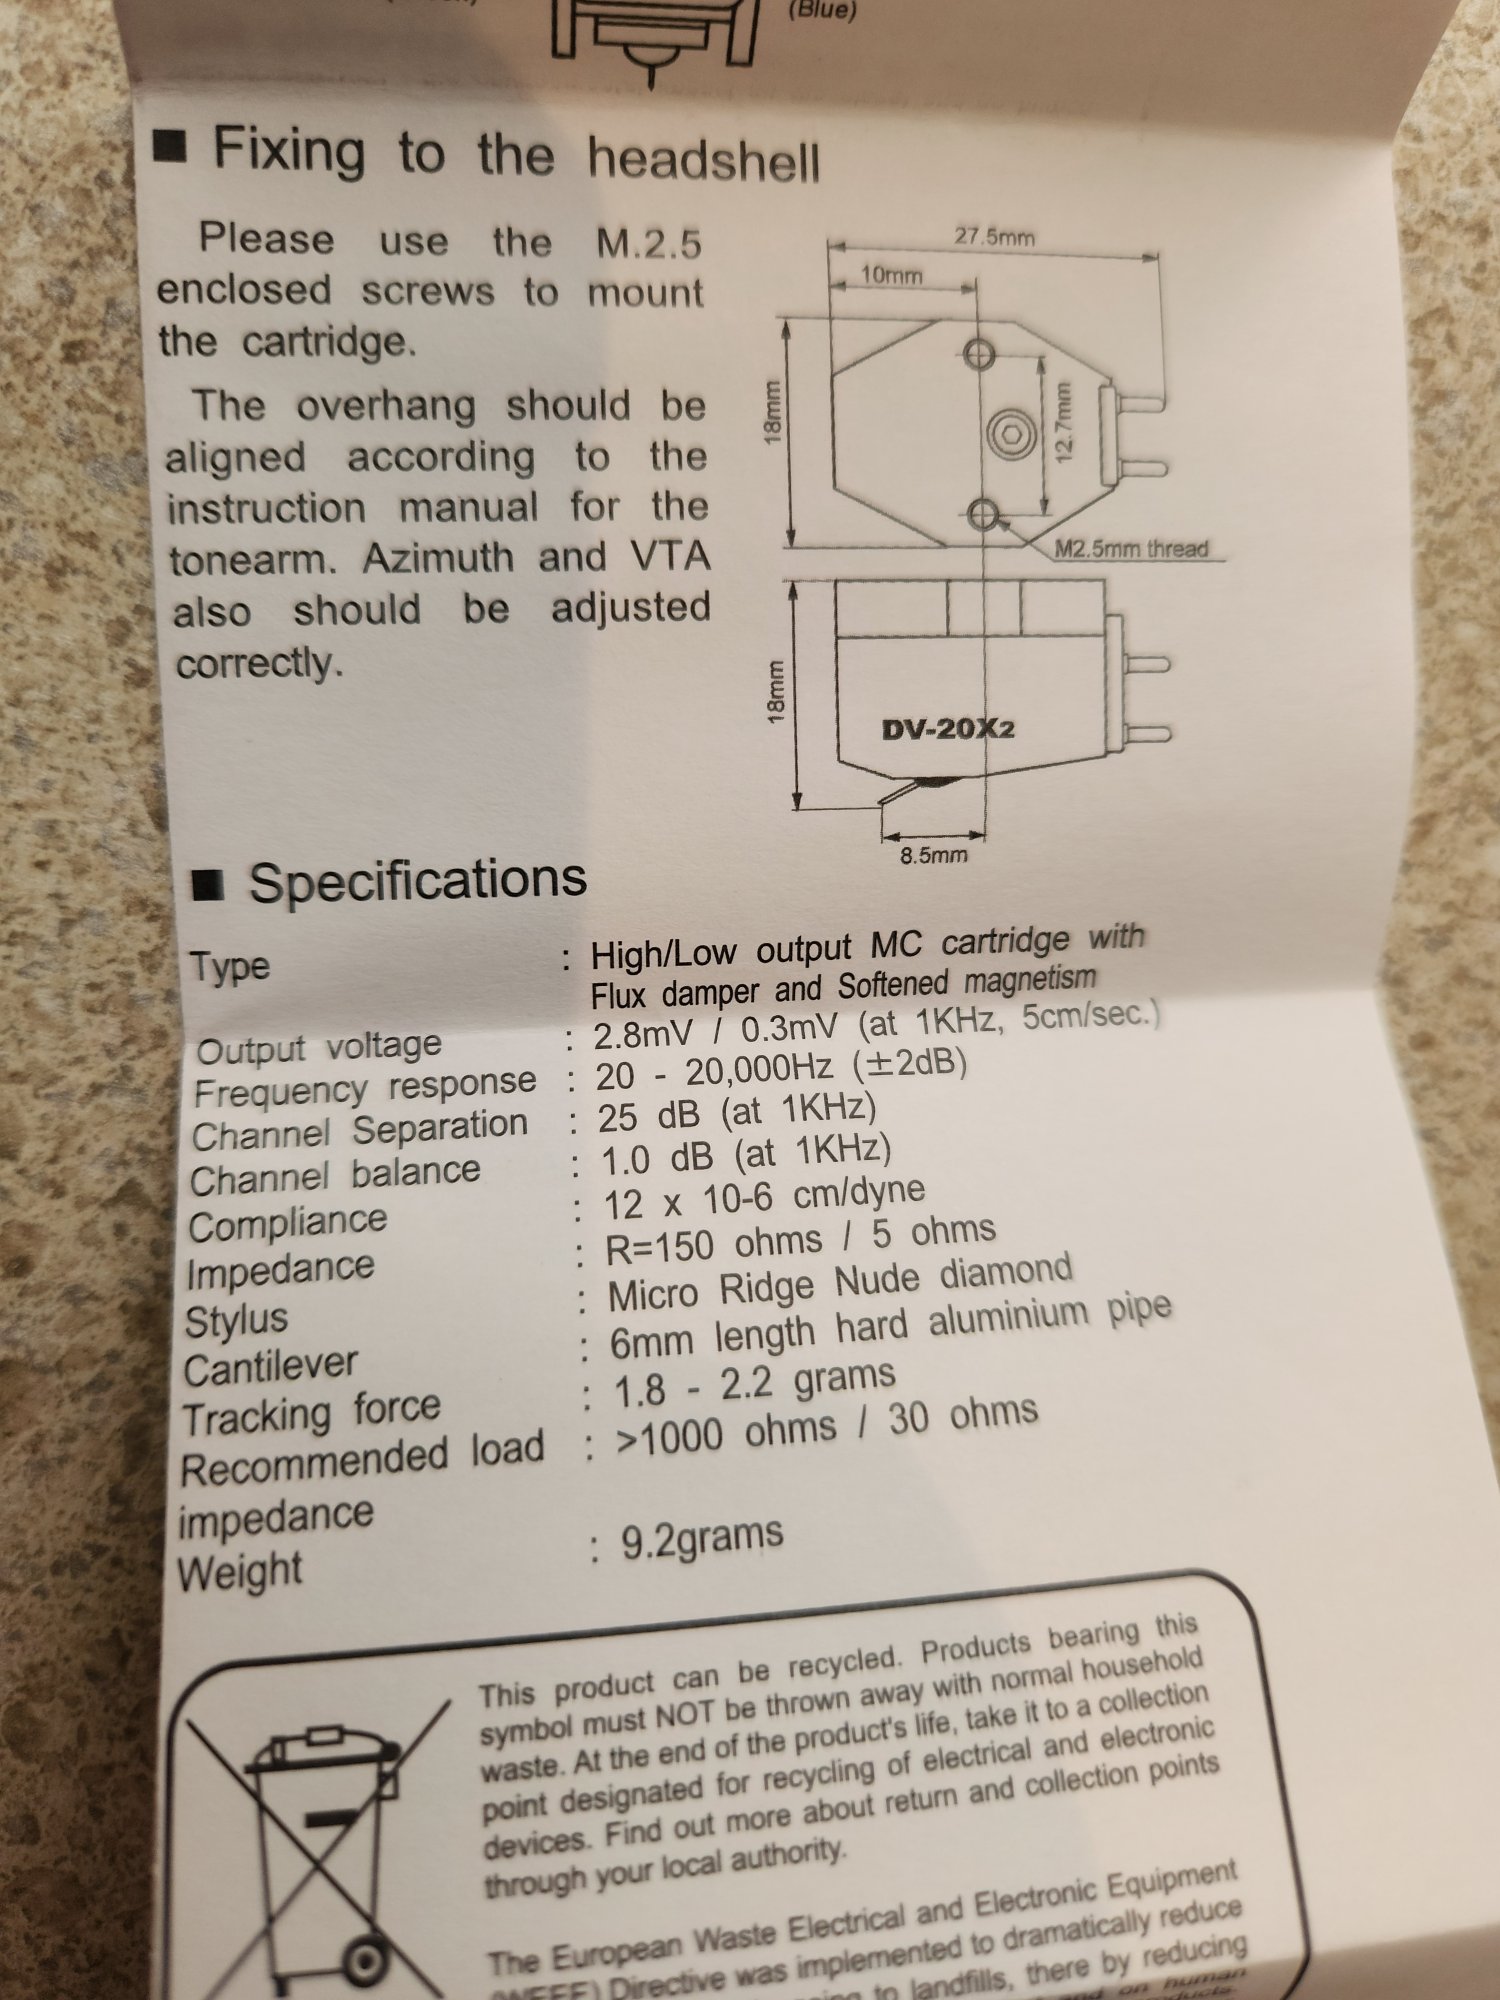 (Blue)
■ Fixing to the headshell
Please use the M.2.5
enclosed screws to mount
the cartridge.
The overhang should be
aligned according to the
instruction manual for the
tonearm. Azimuth and VTA
also should be adjusted
correctly.
27.5mm
10mm
18mm
12.7mm
M2.5mm thread
18mm
DV-20X2
8.5mm
■ Specifications
Type : High/Low output MC cartridge with
Flux damper and Softened magnetism
Output voltage : 2.8mV / 0.3mV (at 1KHz, 5cm/sec.)
Frequency response : 20 - 20,000Hz (±2dB)
Channel Separation : 25 dB (at 1KHz)
Channel balance : 1.0 dB (at 1KHz)
Compliance : 12 x 10-6 cm/dyne
Impedance : R=150 ohms / 5 ohms
Stylus : Micro Ridge Nude diamond
Cantilever : 6mm length hard aluminium pipe
Tracking force : 1.8 - 2.2 grams
Recommended load : >1000 ohms / 30 ohms
impedance
Weight : 9.2grams
This product can be recycled. Products bearing this
symbol must NOT be thrown away with normal household
waste. At the end of the product's life, take it to a collection
point designated for recycling of electrical and electronic
devices. Find out more about return and collection points
through your local authority.
The European Waste Electrical and Electronic Equipment
(WEEE) Directive was implemented to dramatically reduce
to landfills, there by reducing
and on human